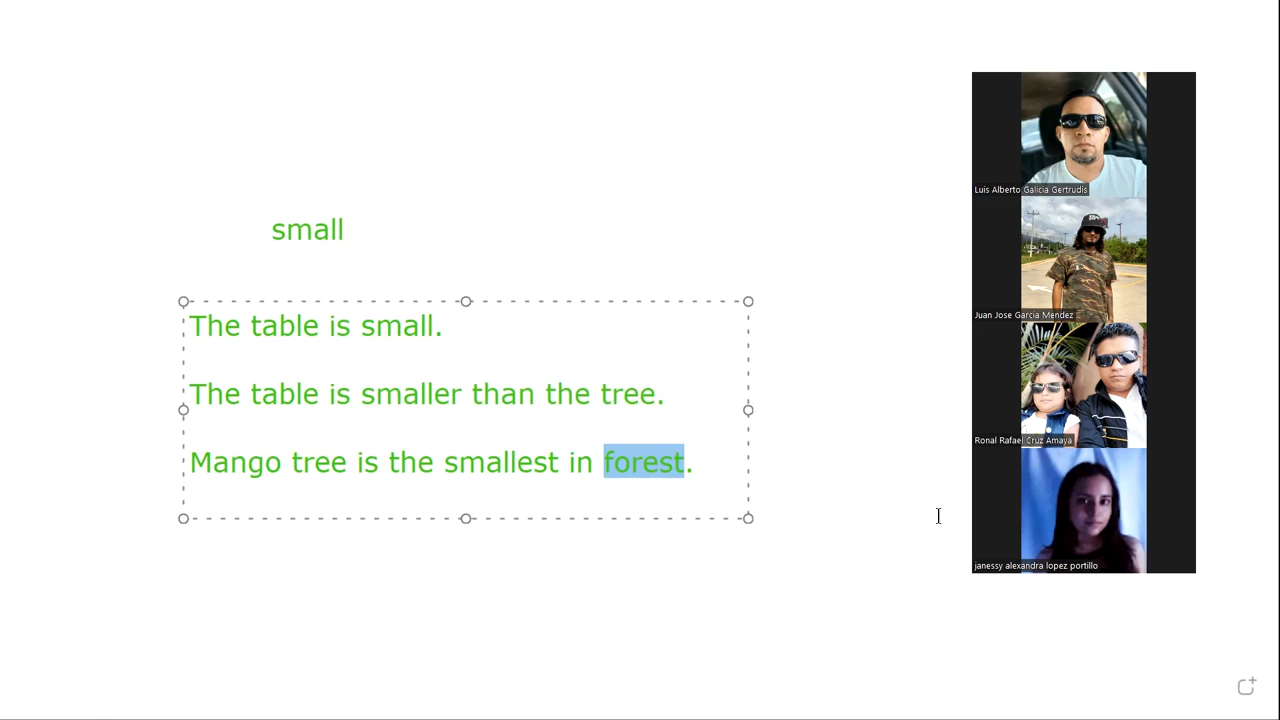 small
The table is small.
The table is smaller than the tree.
Mango tree is the smallest in forest.
Luis Alberto Galicia Gertrudis
Juan Jose Garcia Mendez
Ronal Rafael Cruz Amaya
janessy alexandra lopez portillo